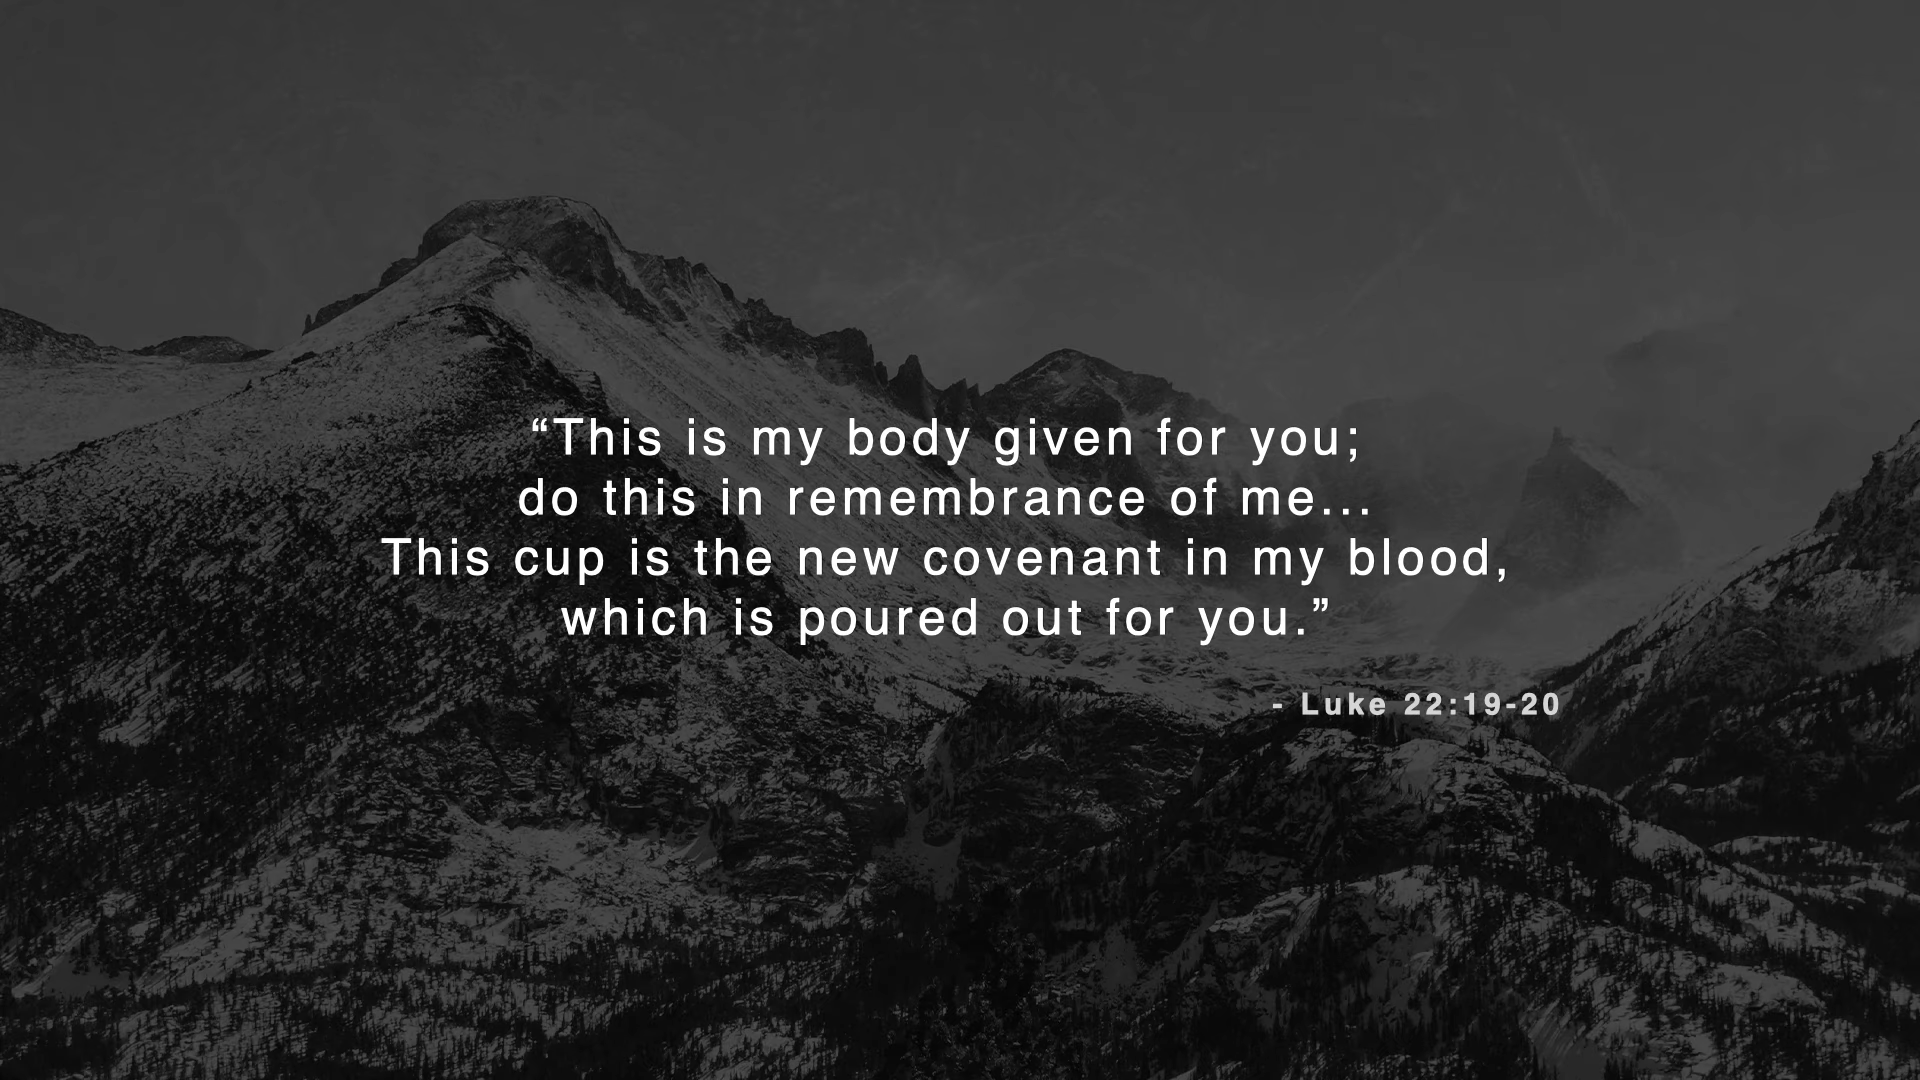 “This is my body given for you;
do this in remembrance of me...
This cup is the new covenant in my blood,
which is poured out for you.”
- Luke 22:19-20